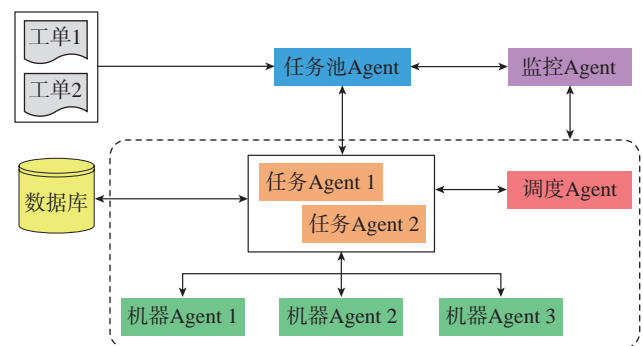 工单1
工单2
任务池Agent
监控Agent
数据库
任务Agent 1
任务Agent 2
调度Agent
机器Agent 1
机器Agent 2
机器Agent 3